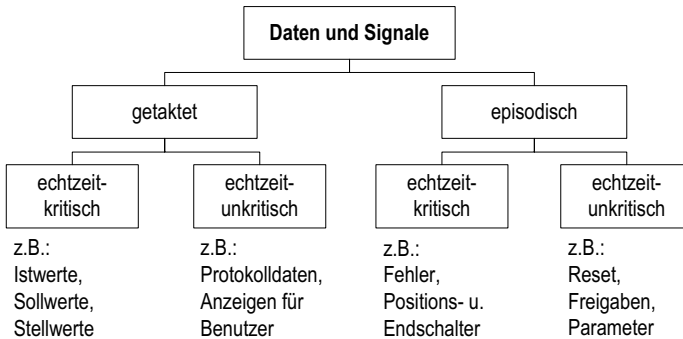 Daten und Signale
getaktet
episodisch
echtzeit-
kritisch
echtzeit-
unkritisch
echtzeit-
kritisch
echtzeit-
unkritisch
z.B.:
Istwerte,
Sollwerte,
Stellwerte
z.B.:
Protokolldaten,
Anzeigen für
Benutzer
z.B.:
Fehler,
Positions- u.
Endschalter
z.B.:
Reset,
Freigaben,
Parameter